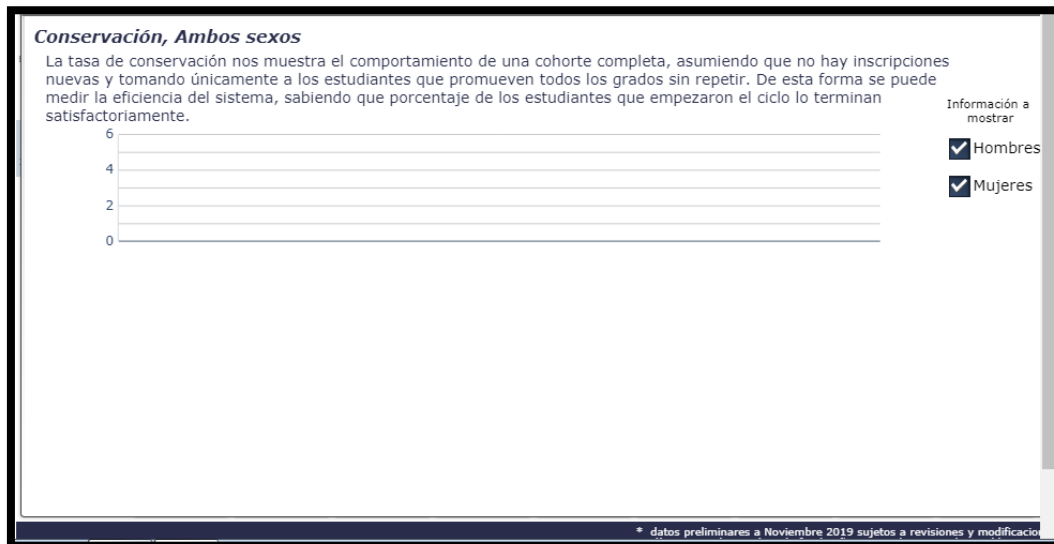 Conservación, Ambos sexos
La tasa de conservación nos muestra el comportamiento de una cohorte completa, asumiendo que no hay inscripciones
nuevas y tomando únicamente a los estudiantes que promueven todos los grados sin repetir. De esta forma se puede
medir la eficiencia del sistema, sabiendo que porcentaje de los estudiantes que empezaron el ciclo lo terminan
satisfactoriamente.
Información a
mostrar
Hombres
Mujeres
6
4
2
0
* datos preliminares a Noviembre 2019 sujetos a revisiones y modificacio